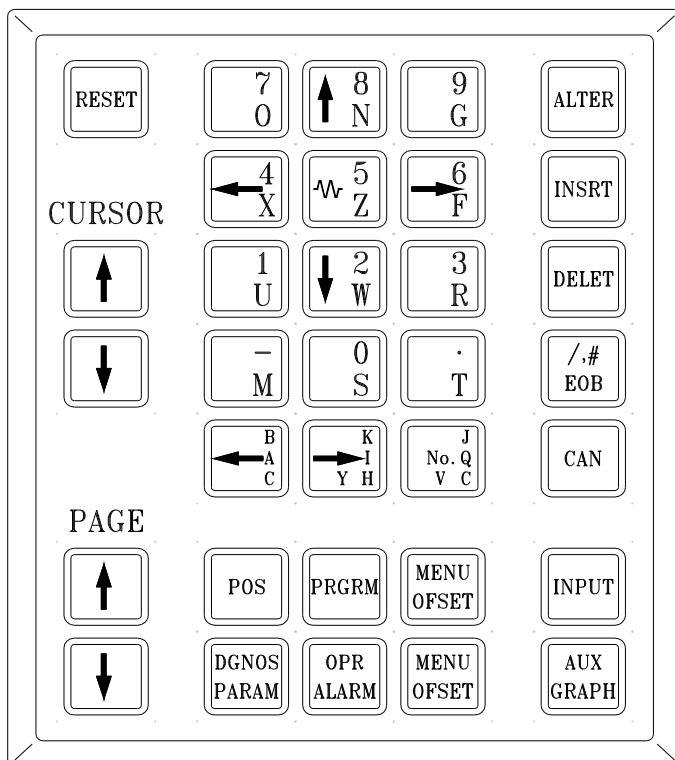 RESET
7
O
8
N
9
G
ALTER
4
X
5
Z
6
F
INSRT
CURSOR
1
U
2
W
3
R
DELET
–
M
0
S
.
T
/,#
EOB
B
A
C
K
I
Y H
J
No. Q
V C
CAN
PAGE
POS
PRGRM
MENU
OFSET
INPUT
DGNOS
PARAM
OPR
ALARM
MENU
OFSET
AUX
GRAPH